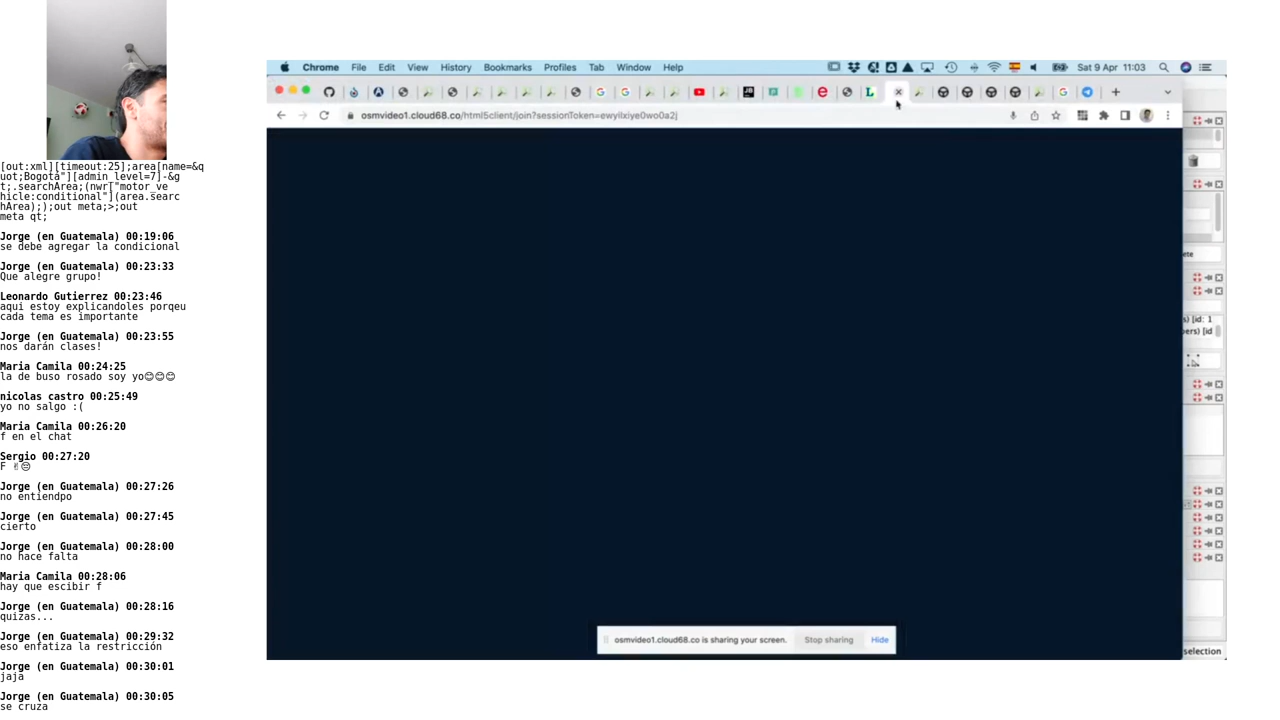 [out:xml][timeout:25];area[name=&q
uot;Bogotá"][admin_level=7]-&g
t;.searchArea;(nwr["motor_ve
hicle:conditional"](area.searc
hArea););out meta;>;out
meta qt;
Jorge (en Guatemala) 00:19:06
se debe agregar la condicional
Jorge (en Guatemala) 00:23:33
Que alegre grupo!
Leonardo Gutierrez 00:23:46
aqui estoy explicandoles porqeu
cada tema es importante
Jorge (en Guatemala) 00:23:55
nos darán clases!
Maria Camila 00:24:25
la de buso rosado soy yo😊😊😊
nicolas castro 00:25:49
yo no salgo :(
Maria Camila 00:26:20
f en el chat
Sergio 00:27:20
F ✌😔
Jorge (en Guatemala) 00:27:26
no entiendpo
Jorge (en Guatemala) 00:27:45
cierto
Jorge (en Guatemala) 00:28:00
no hace falta
Maria Camila 00:28:06
hay que escibir f
Jorge (en Guatemala) 00:28:16
quizas...
Jorge (en Guatemala) 00:29:32
eso enfatiza la restricción
Jorge (en Guatemala) 00:30:01
jaja
Jorge (en Guatemala) 00:30:05
se cruza
Chrome File Edit View History Bookmarks Profiles Tab Window Help Sat 9 Apr 11:03
osmvideo1.cloud68.co/html5client/join?sessionToken=ewyilxiye0wo0a2j
ete
s) [id: 1
pers) [id
selection
osmvideo1.cloud68.co is sharing your screen. Stop sharing Hide